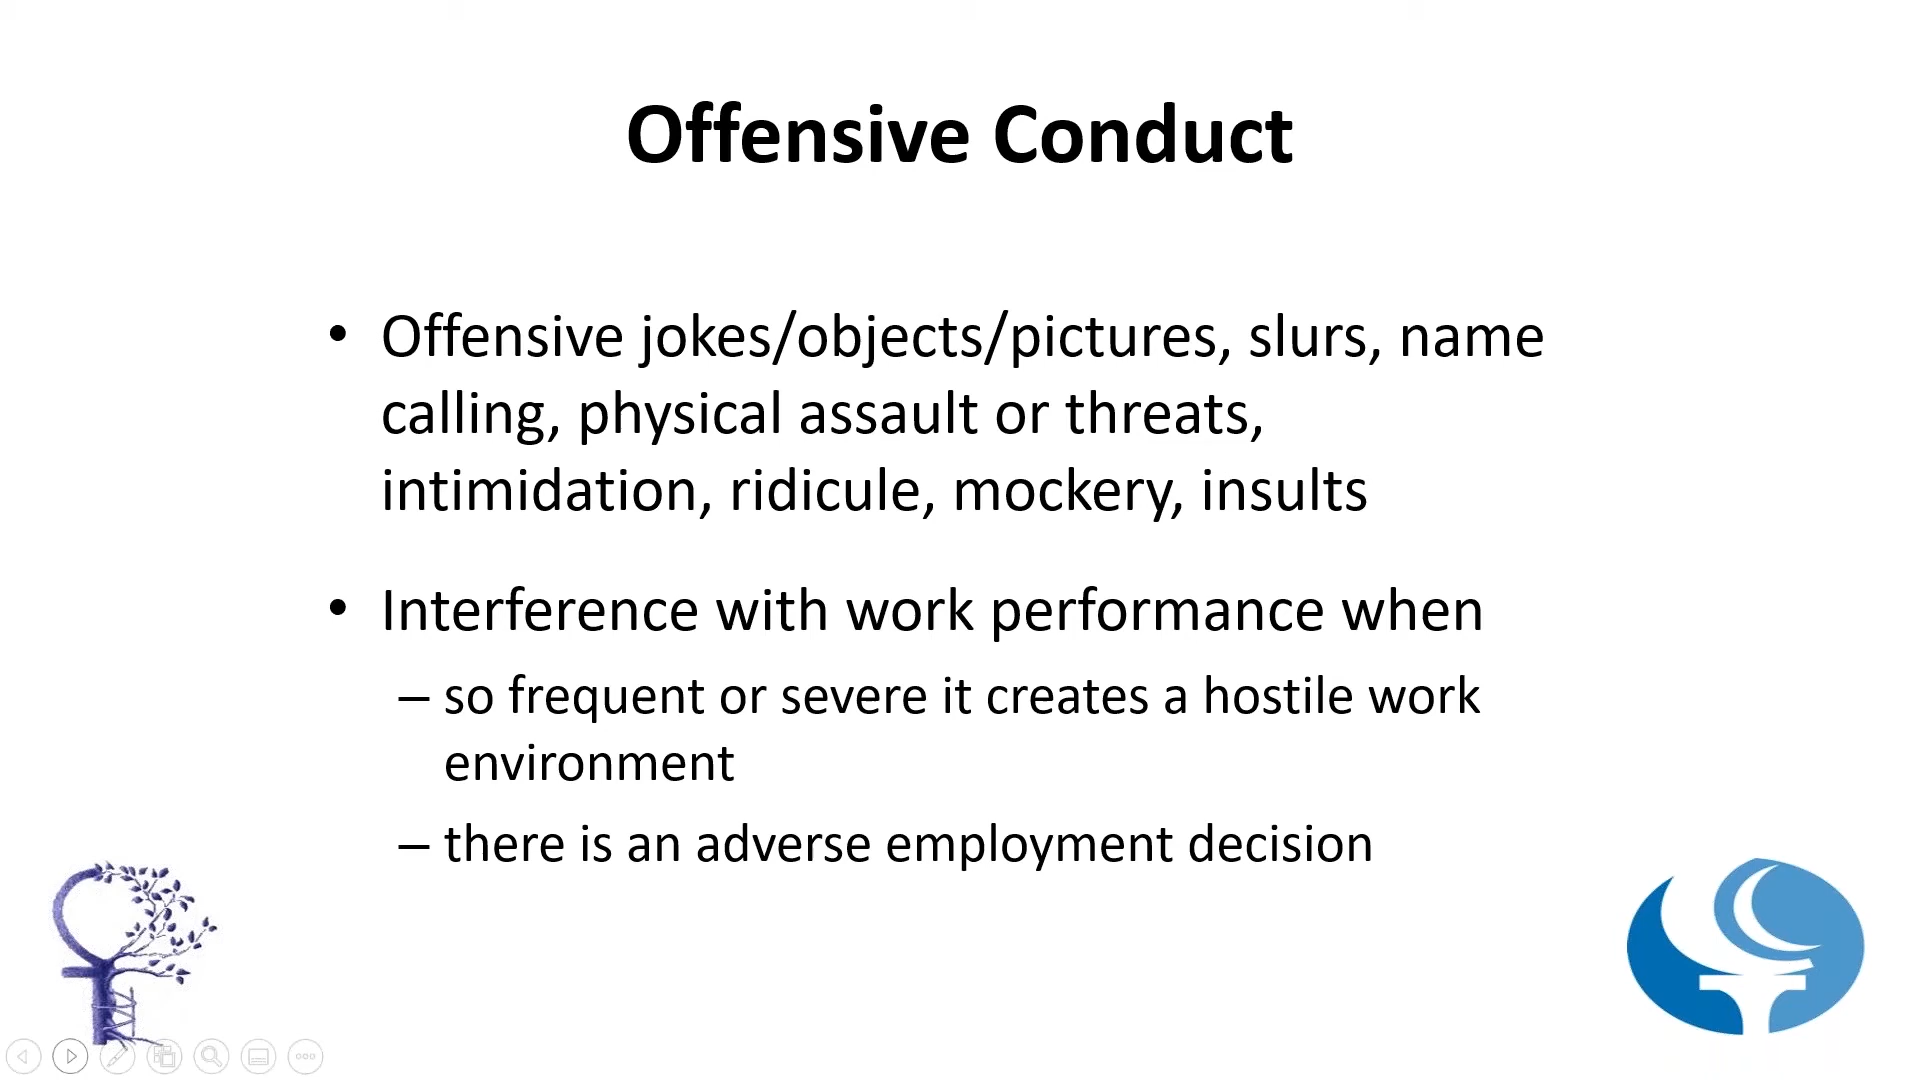 Offensive Conduct
• Offensive jokes/objects/pictures, slurs, name
calling, physical assault or threats,
intimidation, ridicule, mockery, insults
• Interference with work performance when
– so frequent or severe it creates a hostile work
environment
– there is an adverse employment decision